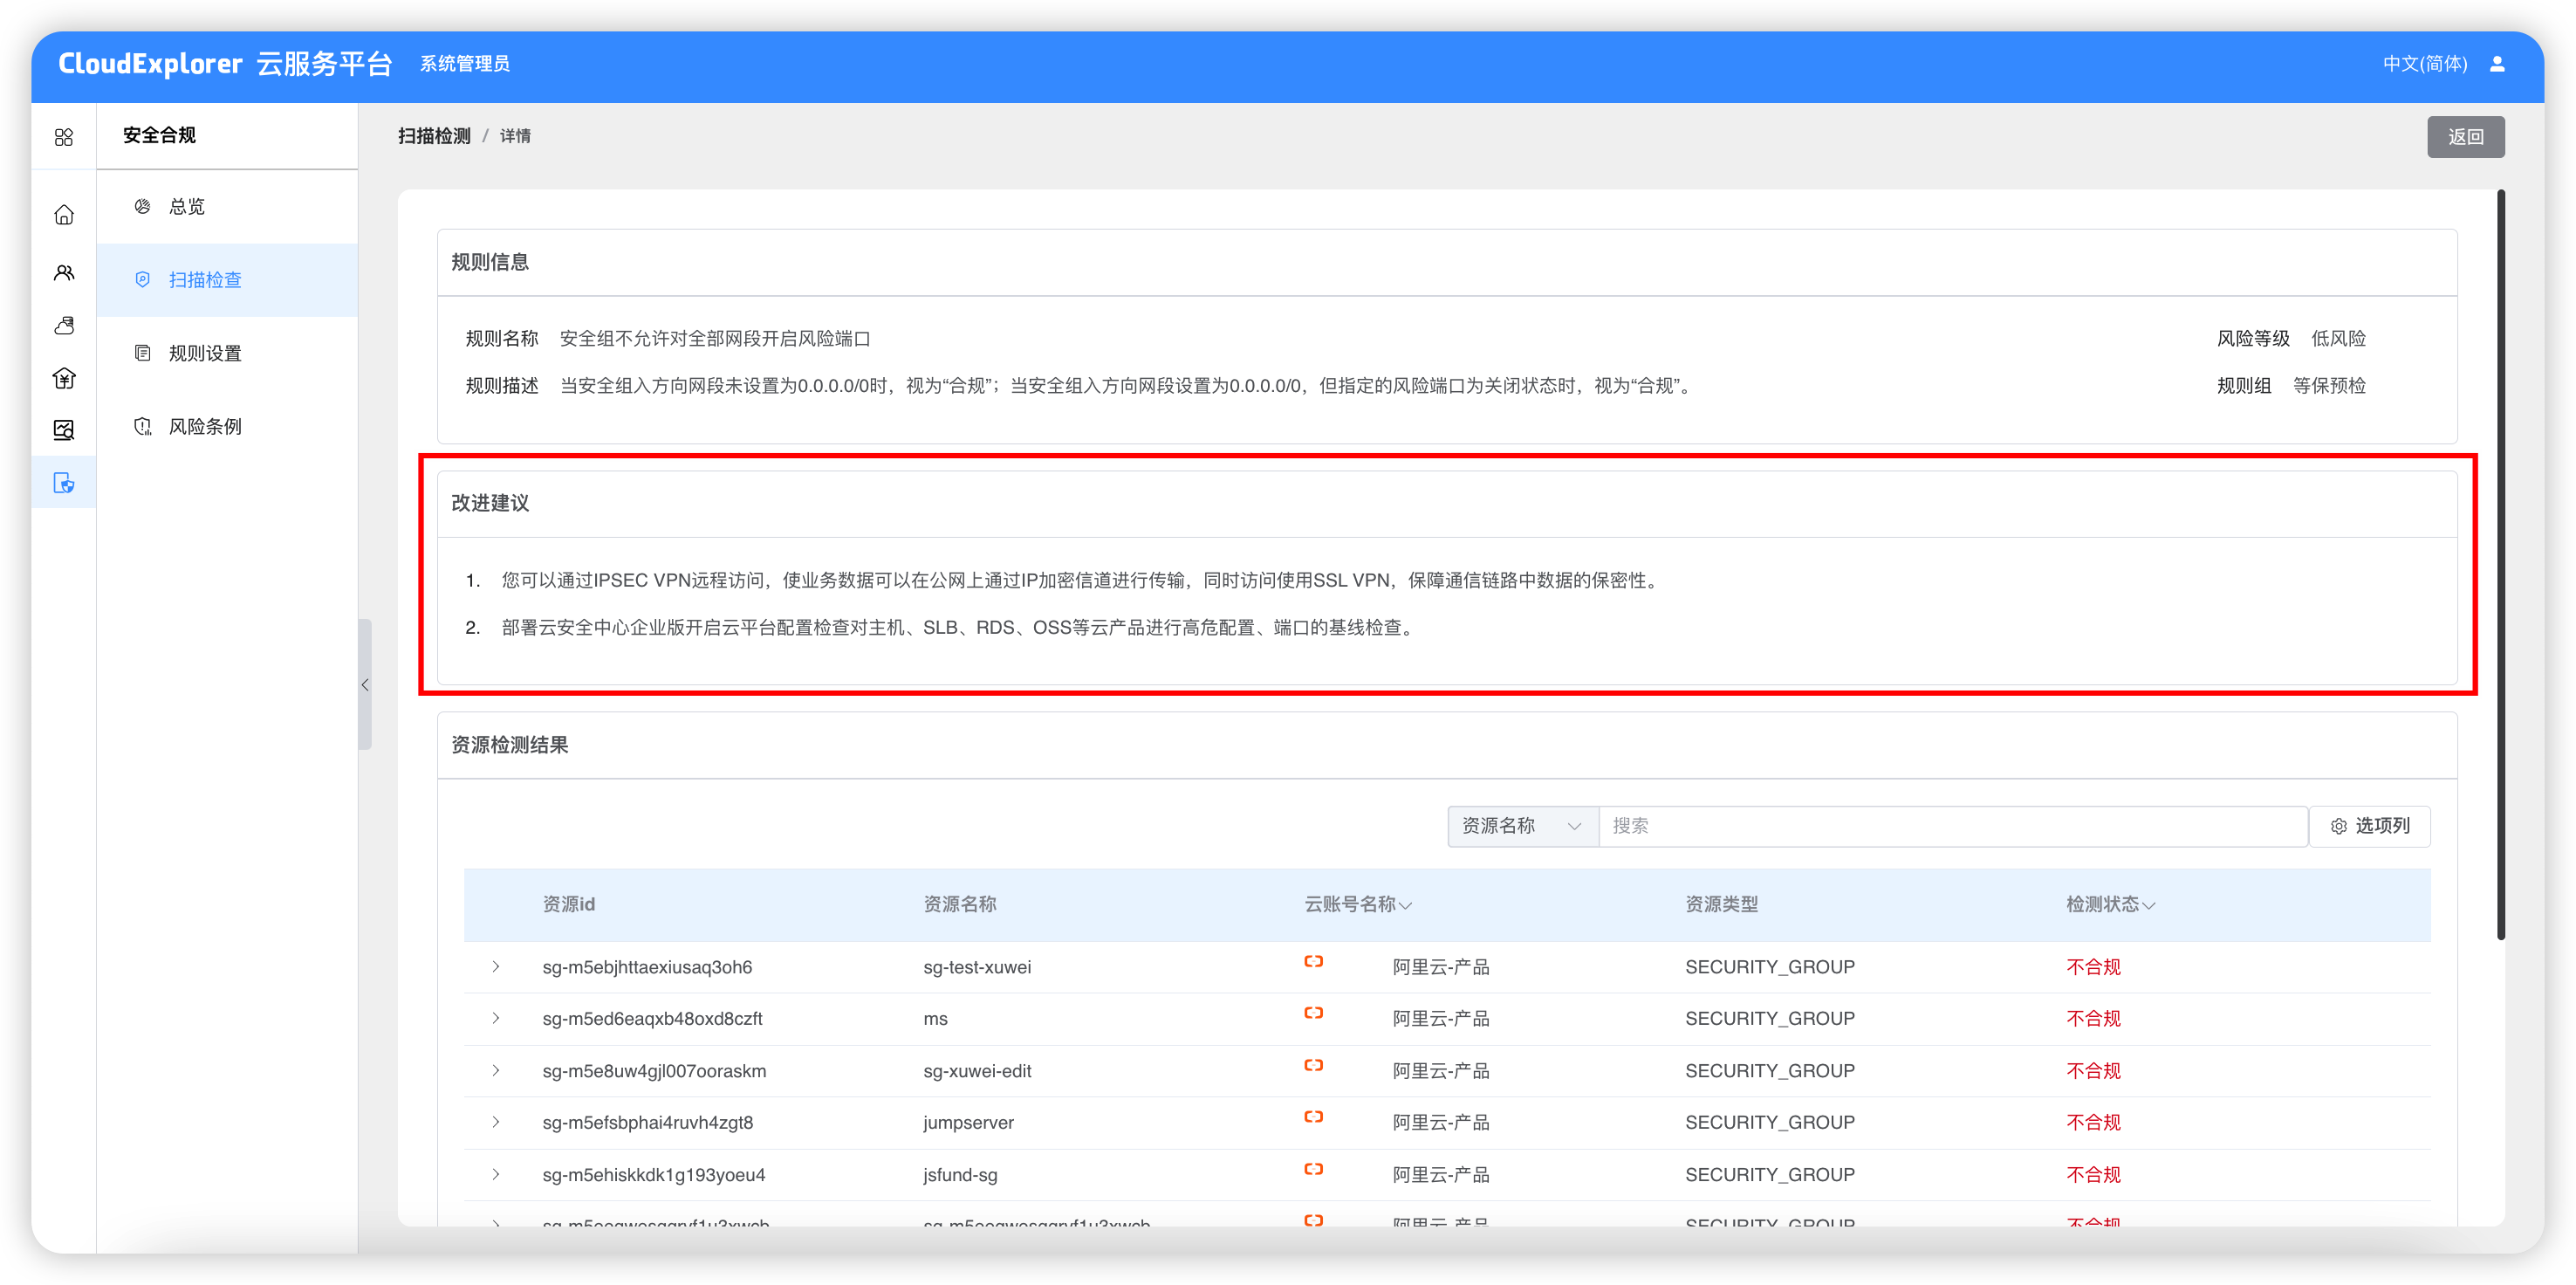 CloudExplorer 云服务平台 系统管理员 中文(简体)
安全合规
总览
扫描检查
规则设置
风险条例
扫描检测 / 详情 返回
规则信息
规则名称 安全组不允许对全部网段开启风险端口 风险等级 低风险
规则描述 当安全组入方向网段未设置为0.0.0.0/0时，视为“合规”；当安全组入方向网段设置为0.0.0.0/0，但指定的风险端口为关闭状态时，视为“合规”。 规则组 等保预检
改进建议
1. 您可以通过IPSEC VPN远程访问，使业务数据可以在公网上通过IP加密信道进行传输，同时访问使用SSL VPN，保障通信链路中数据的保密性。
2. 部署云安全中心企业版开启云平台配置检查对主机、SLB、RDS、OSS等云产品进行高危配置、端口的基线检查。
资源检测结果
资源名称 搜索 选项列
资源id 资源名称 云账号名称 资源类型 检测状态
sg-m5ebjhttaexiusaq3oh6 sg-test-xuwei 阿里云-产品 SECURITY_GROUP 不合规
sg-m5ed6eaqxb48oxd8czft ms 阿里云-产品 SECURITY_GROUP 不合规
sg-m5e8uw4gjl007ooraskm sg-xuwei-edit 阿里云-产品 SECURITY_GROUP 不合规
sg-m5efsbphai4ruvh4zgt8 jumpserver 阿里云-产品 SECURITY_GROUP 不合规
sg-m5ehiskkdk1g193yoeu4 jsfund-sg 阿里云-产品 SECURITY_GROUP 不合规
阿里云-产品 SECURITY_GROUP 不合规